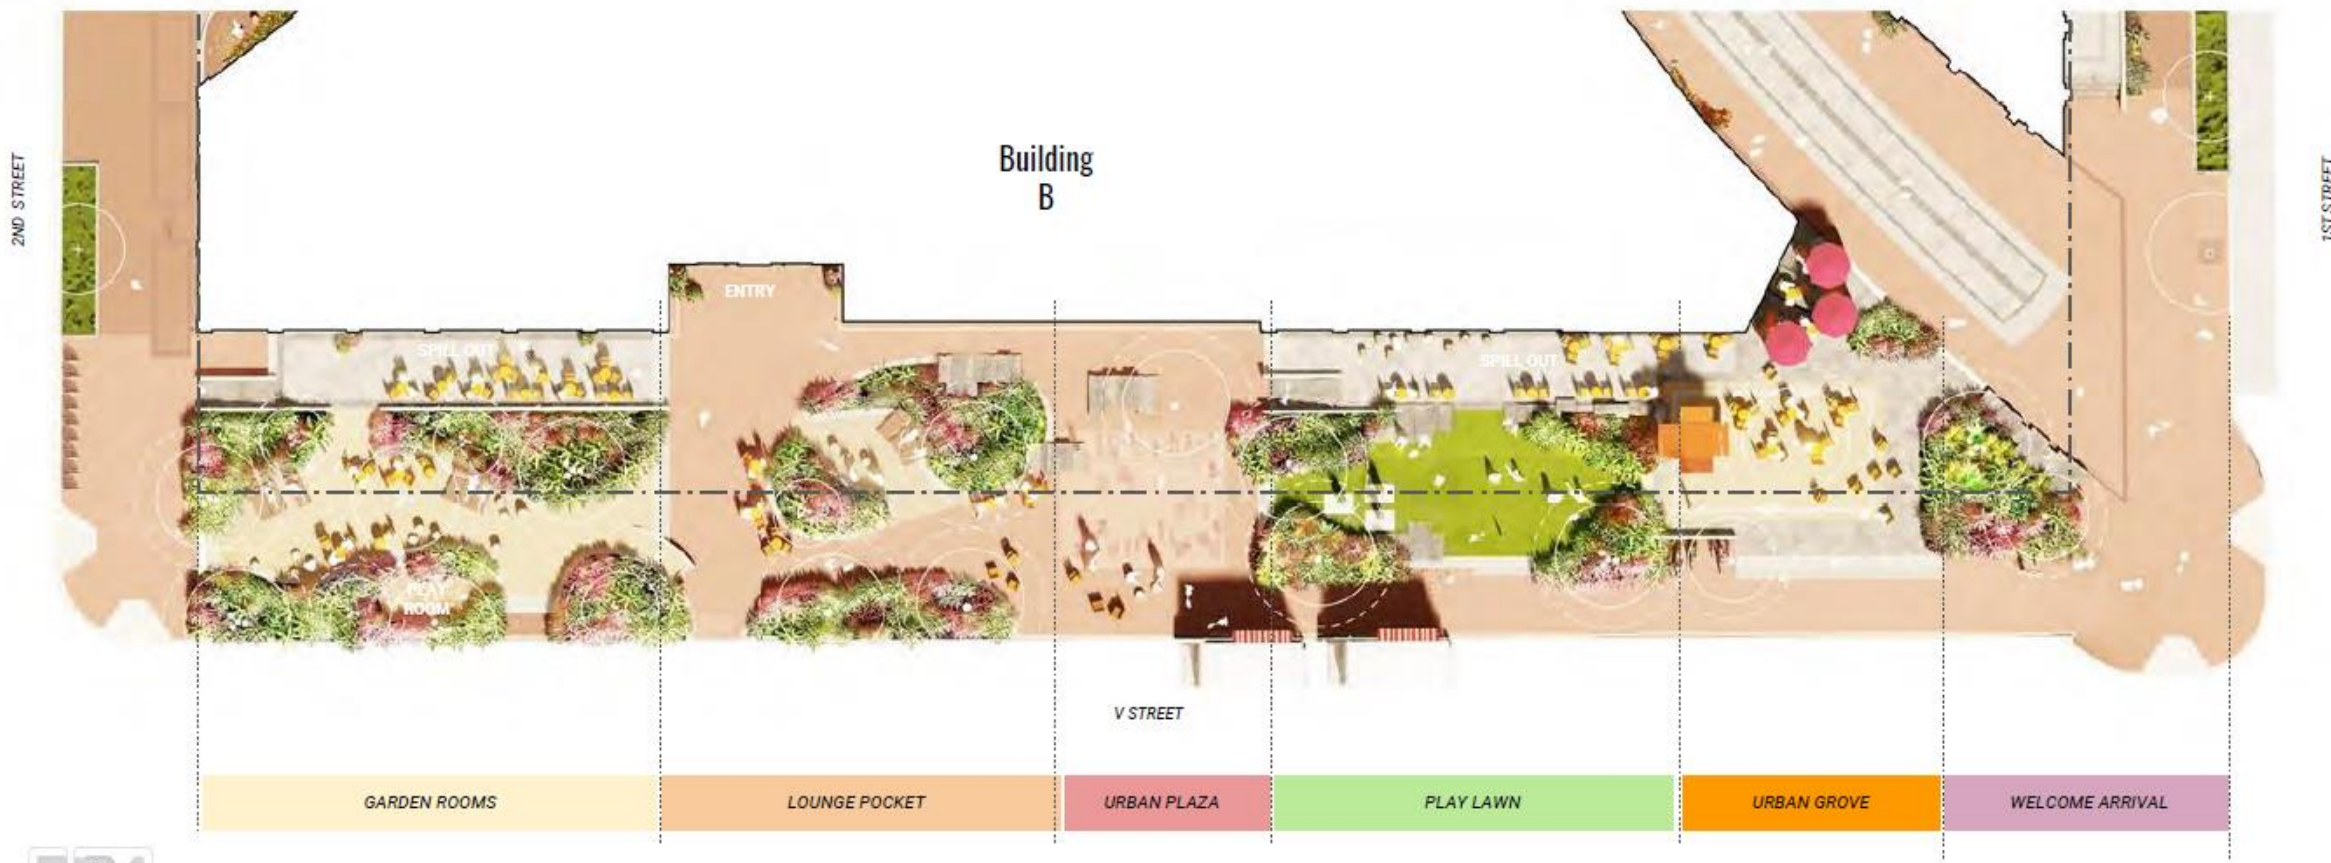 Building
B
2ND STREET
1ST STREET
ENTRY
SPILL OUT
SPILL OUT
PLAY
ROOM
V STREET
GARDEN ROOMS
LOUNGE POCKET
URBAN PLAZA
PLAY LAWN
URBAN GROVE
WELCOME ARRIVAL